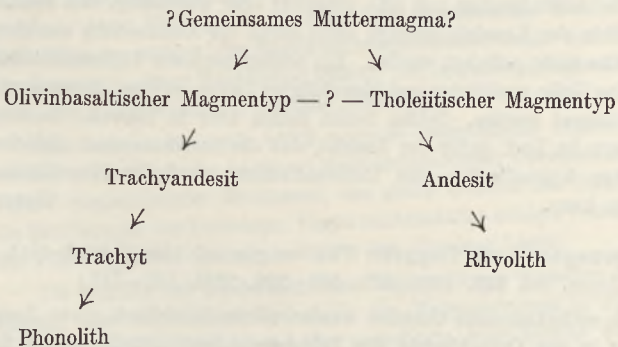 ?Gemeinsames Muttermagma?
Olivinbasaltischer Magmentyp — ? — Tholeiitischer Magmentyp
Trachyandesit Andesit
Trachyt Rhyolith
Phonolith